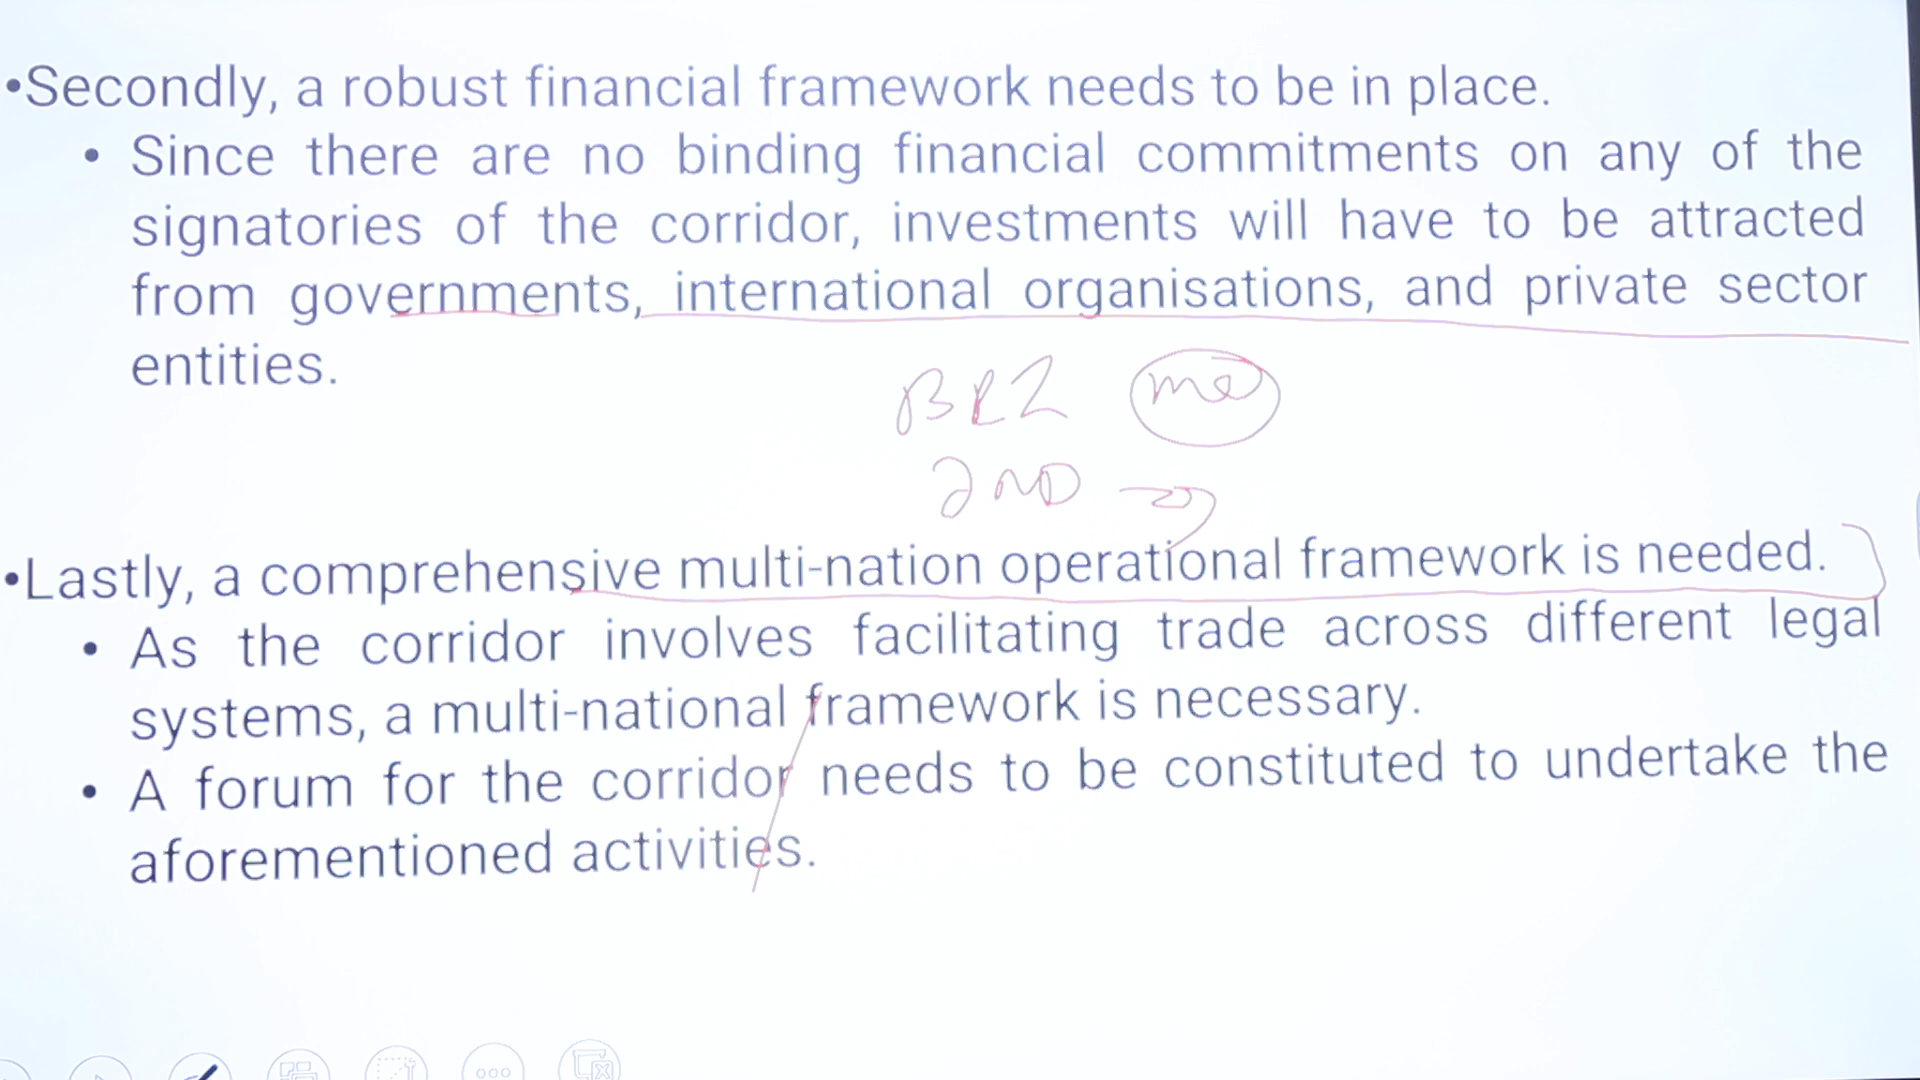 •Secondly, a robust financial framework needs to be in place.
• Since there are no binding financial commitments on any of the
signatories of the corridor, investments will have to be attracted
from governments, international organisations, and private sector
entities.
•Lastly, a comprehensive multi-nation operational framework is needed.
• As the corridor involves facilitating trade across different legal
systems, a multi-national framework is necessary.
• A forum for the corridor needs to be constituted to undertake the
aforementioned activities.